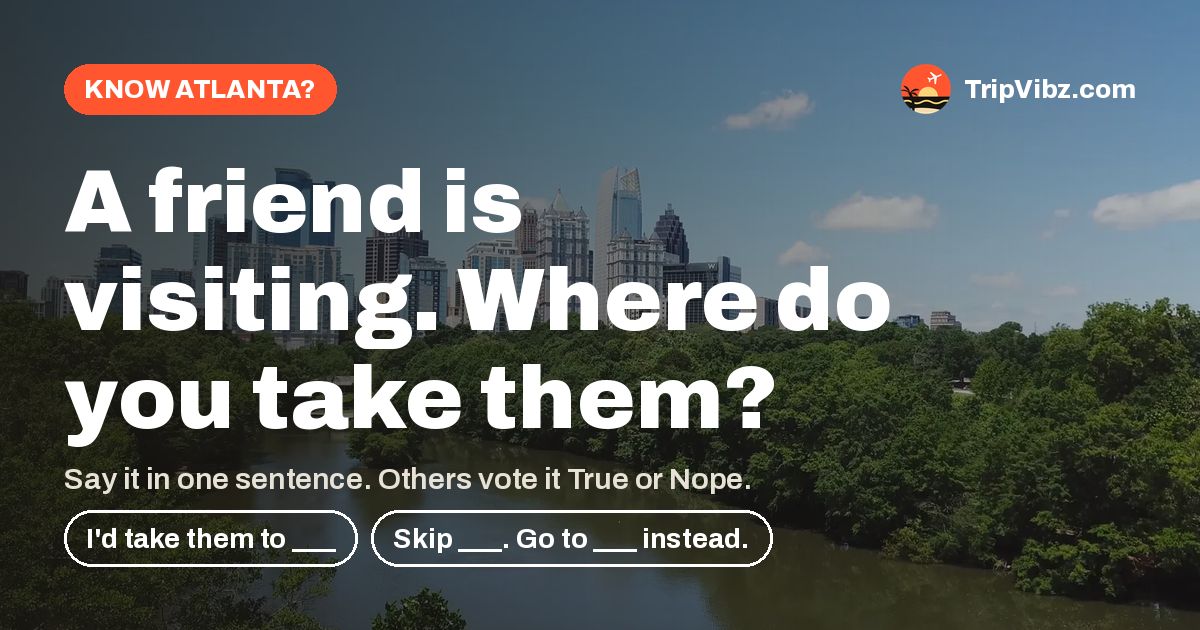 KNOW ATLANTA?
TripVibz.com
A friend is
visiting. Where do
you take them?
Say it in one sentence. Others vote it True or Nope.
I'd take them to ___
Skip ___. Go to ___ instead.